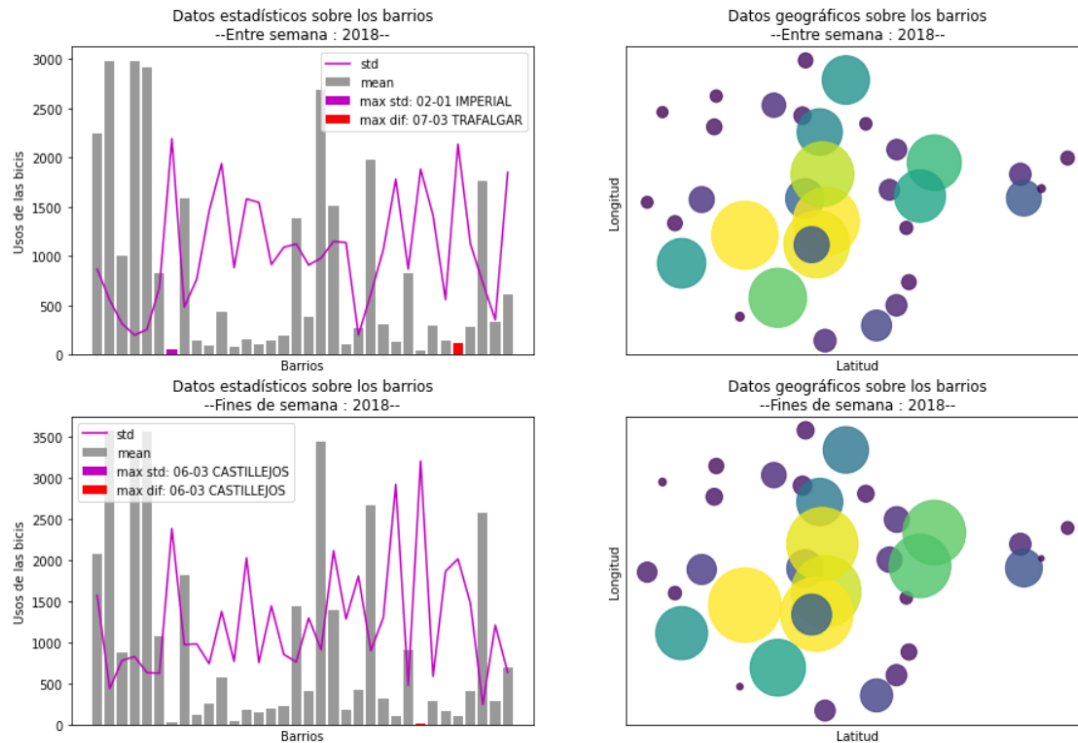 Datos estadísticos sobre los barrios
--Entre semana : 2018--
Usos de las bicis
3000
2500
2000
1500
1000
500
0
std
mean
max std: 02-01 IMPERIAL
max dif: 07-03 TRAFALGAR
Barrios
Datos geográficos sobre los barrios
--Entre semana : 2018--
Longitud
Latitud
Datos estadísticos sobre los barrios
--Fines de semana : 2018--
Usos de las bicis
3500
3000
2500
2000
1500
1000
500
0
std
mean
max std: 06-03 CASTILLEJOS
max dif: 06-03 CASTILLEJOS
Barrios
Datos geográficos sobre los barrios
--Fines de semana : 2018--
Longitud
Latitud